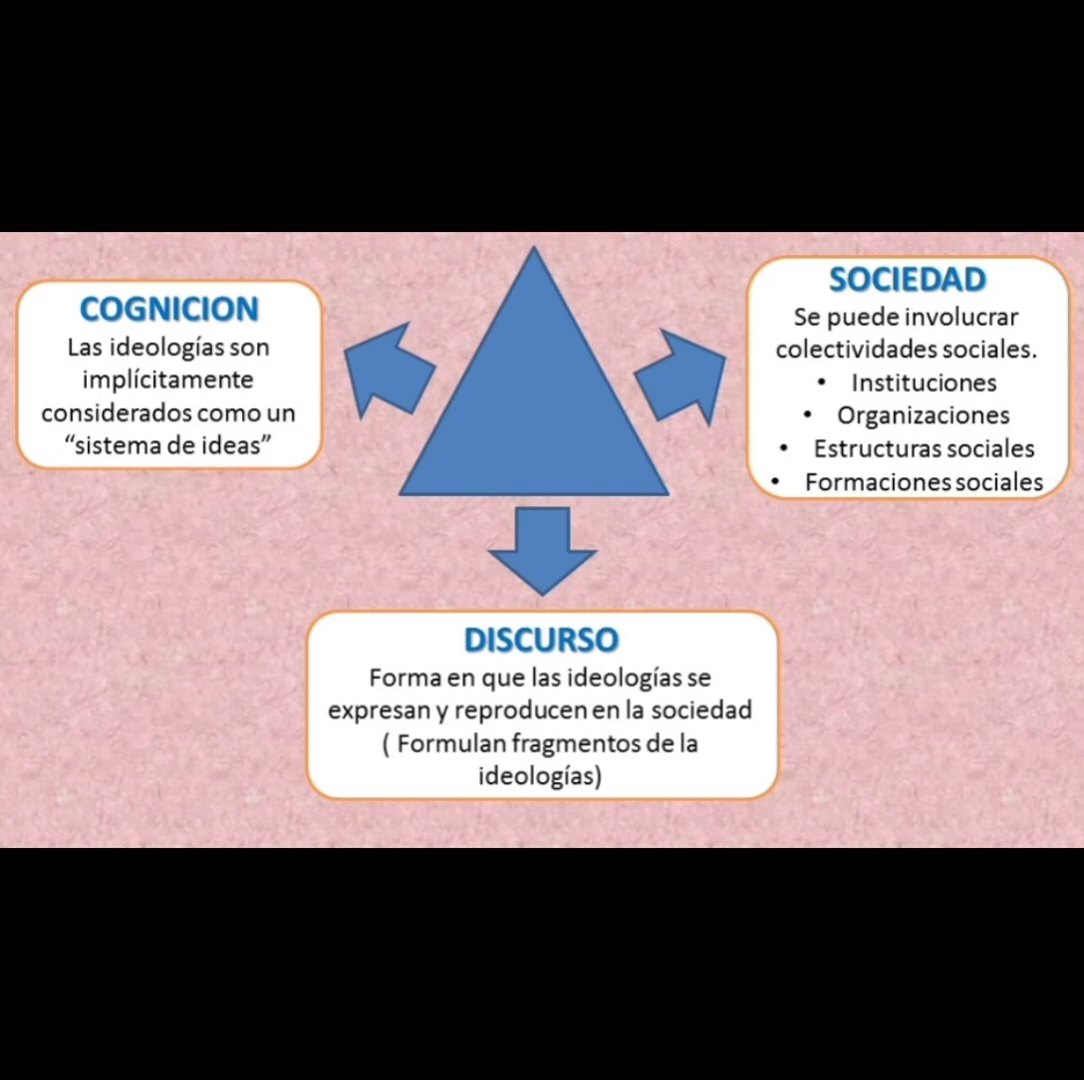 COGNICION
Las ideologías son
implícitamente
considerados como un
“sistema de ideas”
SOCIEDAD
Se puede involucrar
colectividades sociales.
• Instituciones
• Organizaciones
• Estructuras sociales
• Formaciones sociales
DISCURSO
Forma en que las ideologías se
expresan y reproducen en la sociedad
( Formulan fragmentos de la
ideologías)